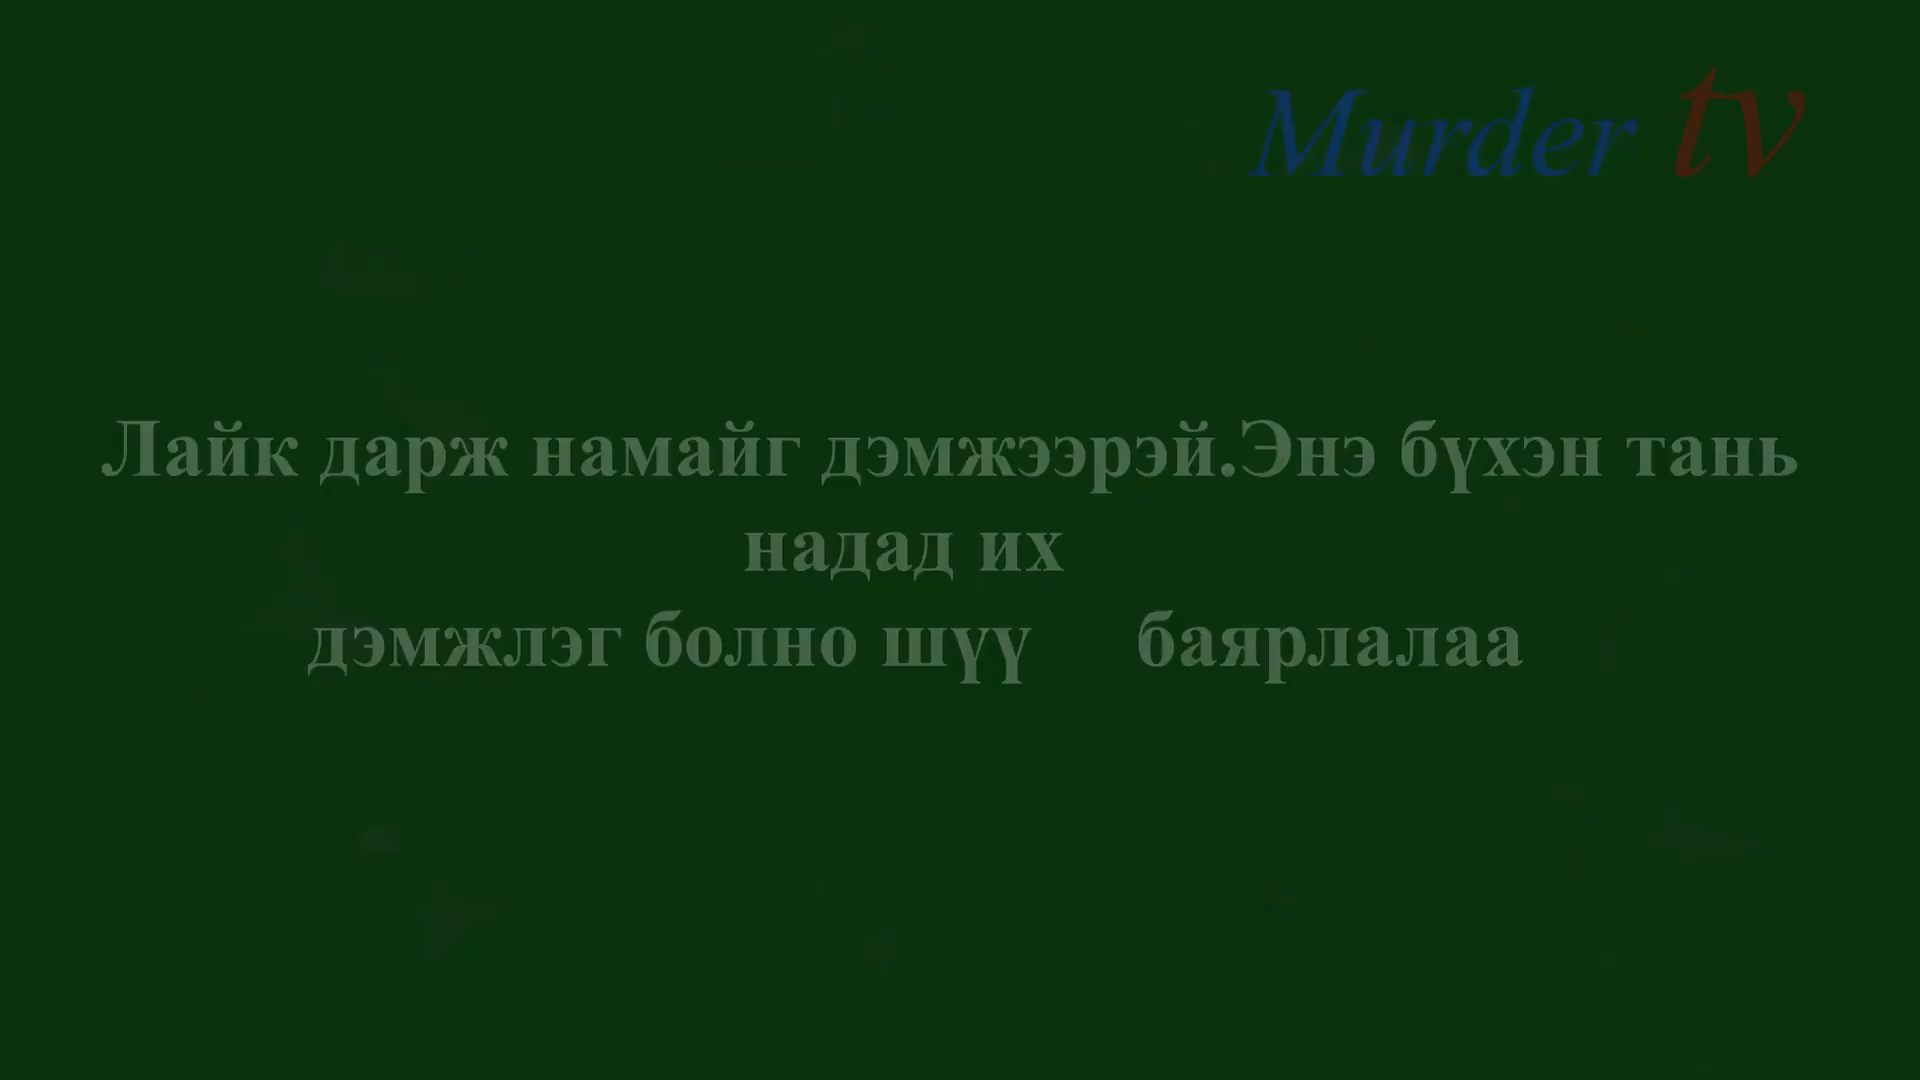 Murder tv
Лайк дарж намайг дэмжээрэй.Энэ бүхэн тань
надад их
дэмжлэг болно шүү баярлалаа